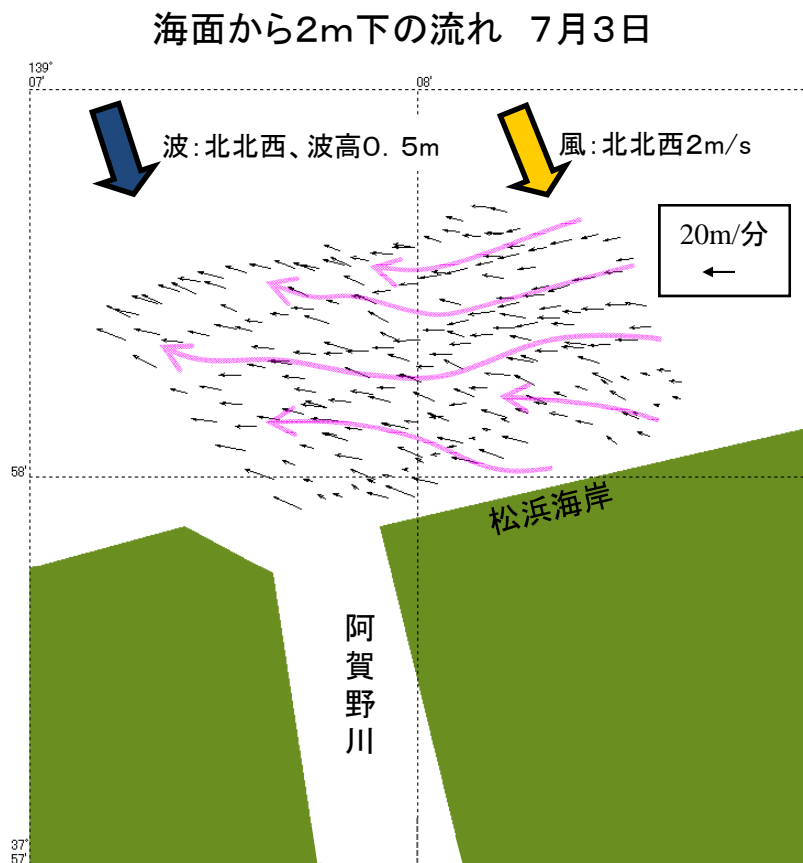 海面から2m下の流れ 7月3日
139°
07'
08'
波:北北西、波高0.5m
風:北北西2m/s
20m/分
58'
松浜海岸
阿賀野川
37°
57'